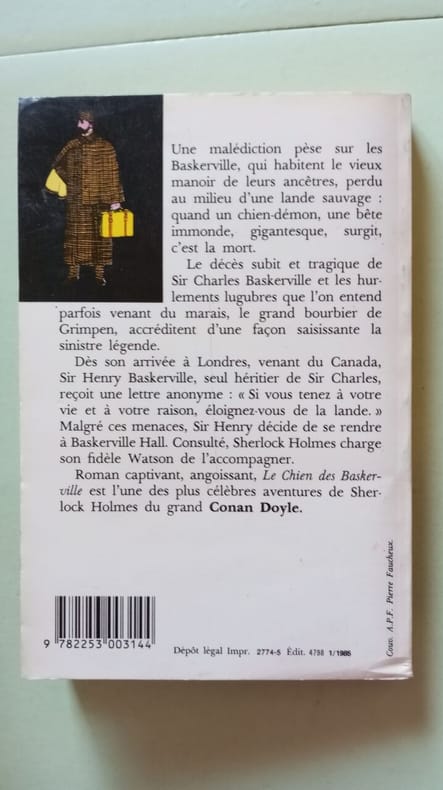 Une malédiction pèse sur les
Baskerville, qui habitent le vieux
manoir de leurs ancêtres, perdu
au milieu d'une lande sauvage :
quand un chien-démon, une bête
immonde, gigantesque, surgit,
c'est la mort.
Le décès subit et tragique de
Sir Charles Baskerville et les hur-
lements lugubres que l'on entend
parfois venant du marais, le grand bourbier de
Grimpen, accréditent d'une façon saisissante la
sinistre légende.
Dès son arrivée à Londres, venant du Canada,
Sir Henry Baskerville, seul héritier de Sir Charles,
reçoit une lettre anonyme : « Si vous tenez à votre
vie et à votre raison, éloignez-vous de la lande. »
Malgré ces menaces, Sir Henry décide de se rendre
à Baskerville Hall. Consulté, Sherlock Holmes charge
son fidèle Watson de l'accompagner.
Roman captivant, angoissant, Le Chien des Basker-
ville est l'une des plus célèbres aventures de Sher-
lock Holmes du grand Conan Doyle.
Couv. A.P.F. Pierre Faucheux.
9 782253 003144
Dépôt légal Impr. 2774-5 Édit. 4798 1/1986